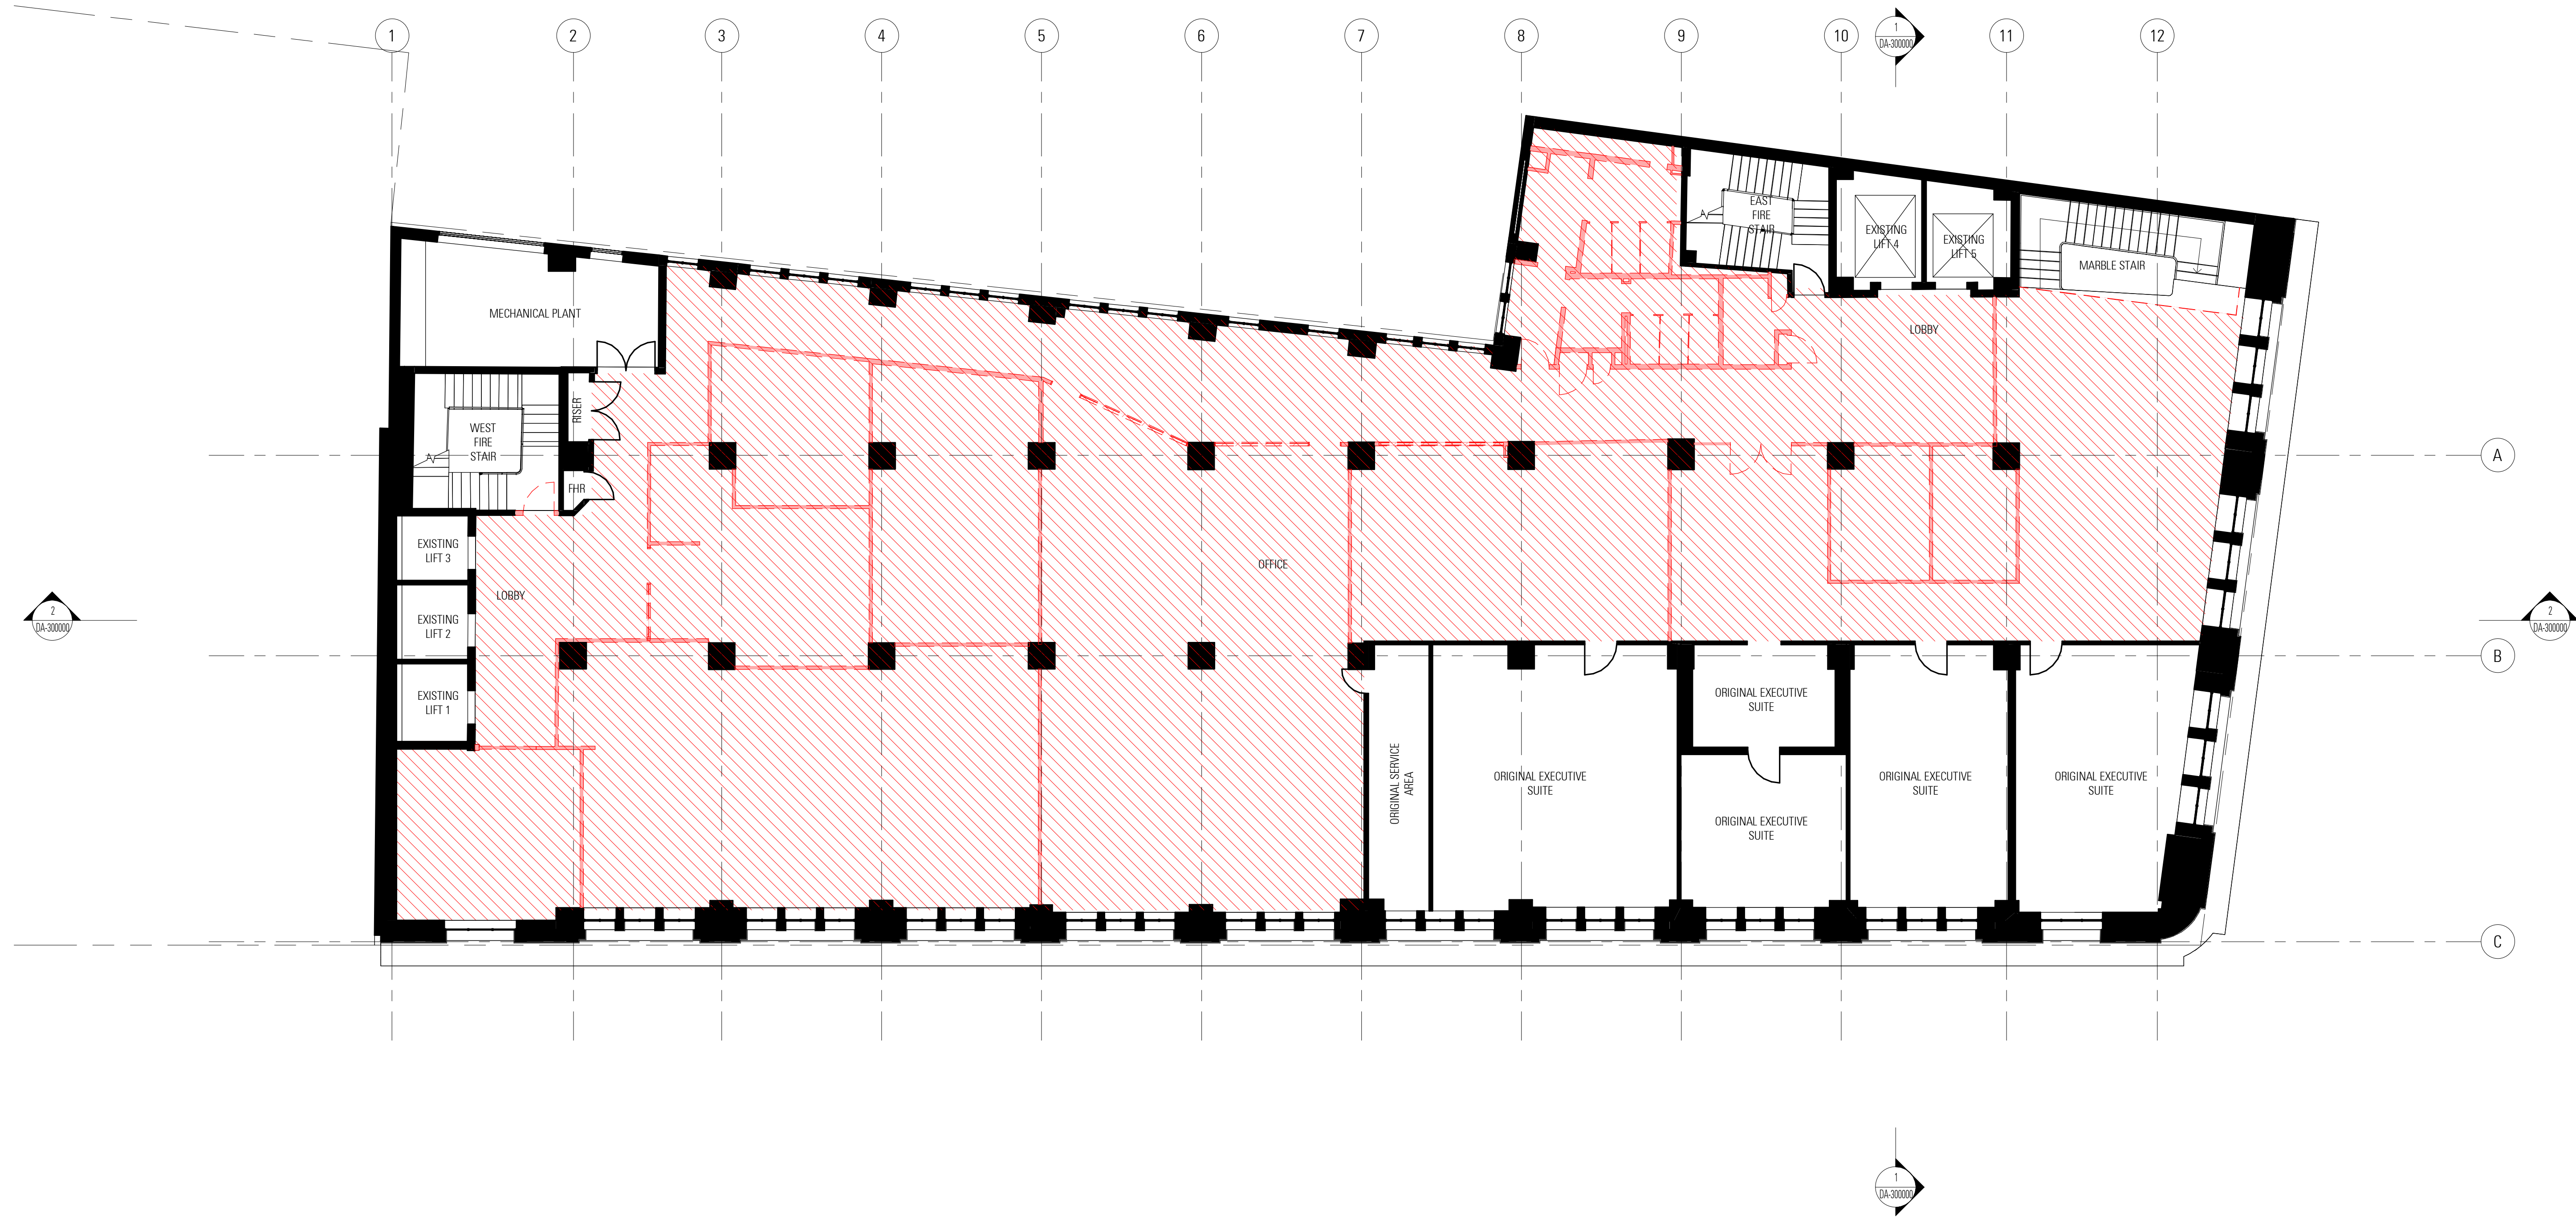 1
2
3
4
5
6
7
8
9
10
11
12
1
DA-300000
EAST
FIRE
STAIR
EXISTING
LIFT 4
EXISTING
LIFT 5
MARBLE STAIR
MECHANICAL PLANT
LOBBY
RISER
WEST
FIRE
STAIR
A
FHR
EXISTING
LIFT 3
OFFICE
LOBBY
2
DA-300000
EXISTING
LIFT 2
2
DA-300000
B
EXISTING
LIFT 1
ORIGINAL EXECUTIVE
SUITE
ORIGINAL SERVICE
AREA
ORIGINAL EXECUTIVE
SUITE
ORIGINAL EXECUTIVE
SUITE
ORIGINAL EXECUTIVE
SUITE
ORIGINAL EXECUTIVE
SUITE
C
1
DA-300000